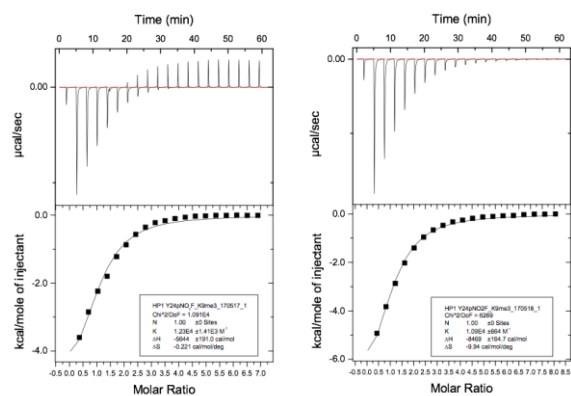 Time (min)
0 10 20 30 40 50 60
0.00
µcal/sec
0.0
-2.0
-4.0
kcal/mole of injectant
HP1 Y24pNO₂F_K9me3_170517_1
Chi^2/DoF = 1.091E4
N 1.00 ±0 Sites
K 1.23E4 ±1.41E3 M⁻¹
ΔH -5644 ±191.0 cal/mol
ΔS -0.221 cal/mol/deg
-0.5 0.0 0.5 1.0 1.5 2.0 2.5 3.0 3.5 4.0 4.5 5.0 5.5 6.0 6.5 7.0
Molar Ratio
Time (min)
0 10 20 30 40 50 60
0.00
µcal/sec
0.0
-2.0
-4.0
-6.0
kcal/mole of injectant
HP1 Y24pNO2F_K9me3_170518_1
Chi^2/DoF = 6269
N 1.00 ±0 Sites
K 1.09E4 ±664 M⁻¹
ΔH -8469 ±164.7 cal/mol
ΔS -9.94 cal/mol/deg
-0.5 0.0 0.5 1.0 1.5 2.0 2.5 3.0 3.5 4.0 4.5 5.0 5.5 6.0 6.5 7.0 7.5 8.0 8.5
Molar Ratio